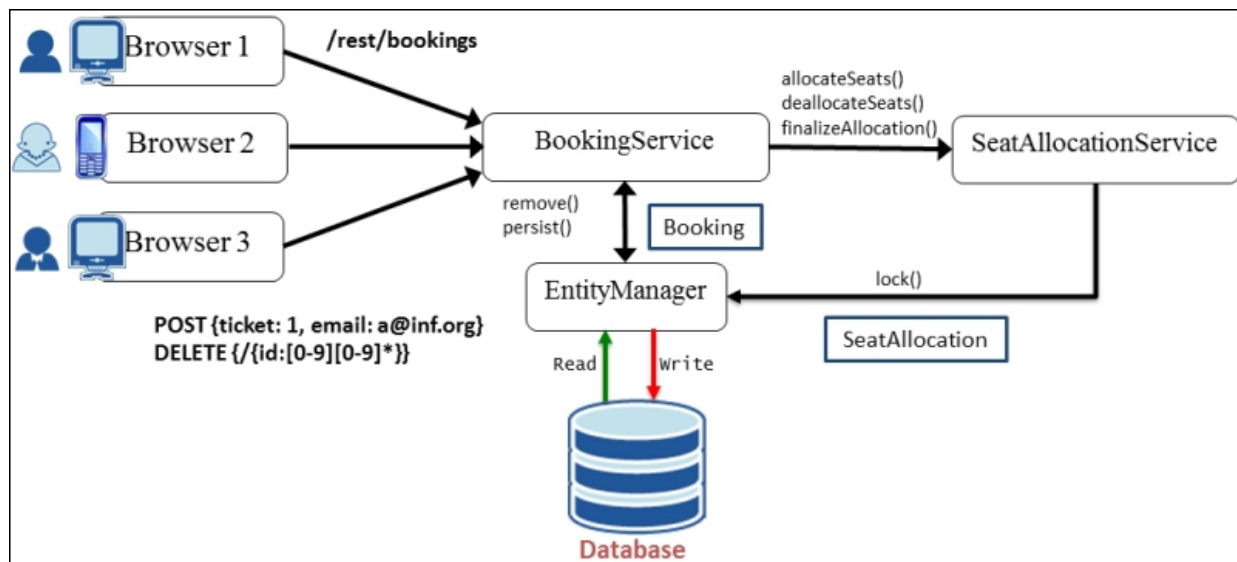 Browser 1
/rest/bookings
Browser 2
Browser 3
BookingService
allocateSeats()
deallocateSeats()
finalizeAllocation()
SeatAllocationService
remove()
persist()
Booking
EntityManager
lock()
SeatAllocation
POST {ticket: 1, email: a@inf.org}
DELETE {/{id:[0-9][0-9]*}}
Read
Write
Database